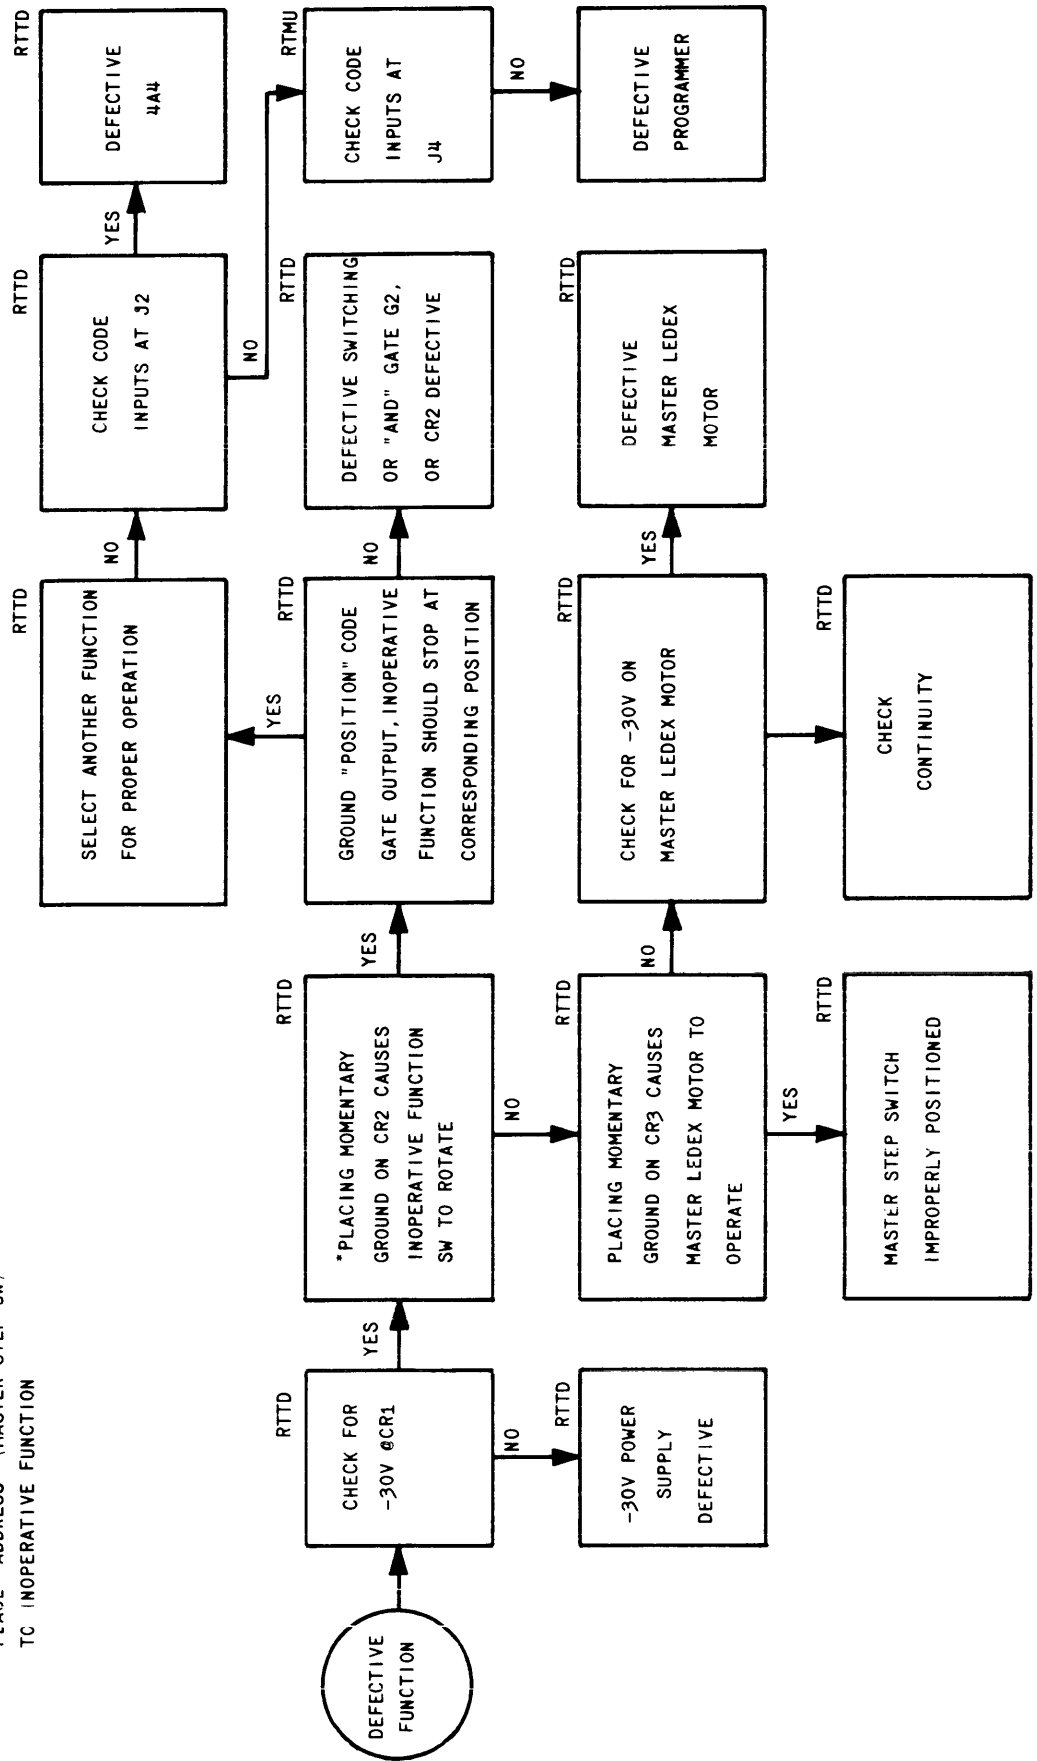 TO INOPERATIVE FUNCTION
DEFECTIVE
FUNCTION
RTTD
CHECK FOR
-30V @CR1
YES
NO
RTTD
-30V POWER
SUPPLY
DEFECTIVE
RTTD
*PLACING MOMENTARY
GROUND ON CR2 CAUSES
INOPERATIVE FUNCTION
SW TO ROTATE
YES
NO
RTTD
PLACING MOMENTARY
GROUND ON CR3 CAUSES
MASTER LEDEX MOTOR TO
OPERATE
NO
YES
RTTD
MASTER STEP SWITCH
IMPROPERLY POSITIONED
RTTD
SELECT ANOTHER FUNCTION
FOR PROPER OPERATION
NO
YES
RTTD
GROUND "POSITION" CODE
GATE OUTPUT, INOPERATIVE
FUNCTION SHOULD STOP AT
CORRESPONDING POSITION
NO
RTTD
CHECK FOR -30V ON
MASTER LEDEX MOTOR
YES
RTTD
CHECK
CONTINUITY
RTTD
CHECK CODE
INPUTS AT J2
YES
NO
RTTD
DEFECTIVE SWITCHING
OR "AND" GATE G2,
OR CR2 DEFECTIVE
RTTD
DEFECTIVE
MASTER LEDEX
MOTOR
RTTD
DEFECTIVE
4A4
RTMU
CHECK CODE
INPUTS AT
J4
NO
DEFECTIVE
PROGRAMMER